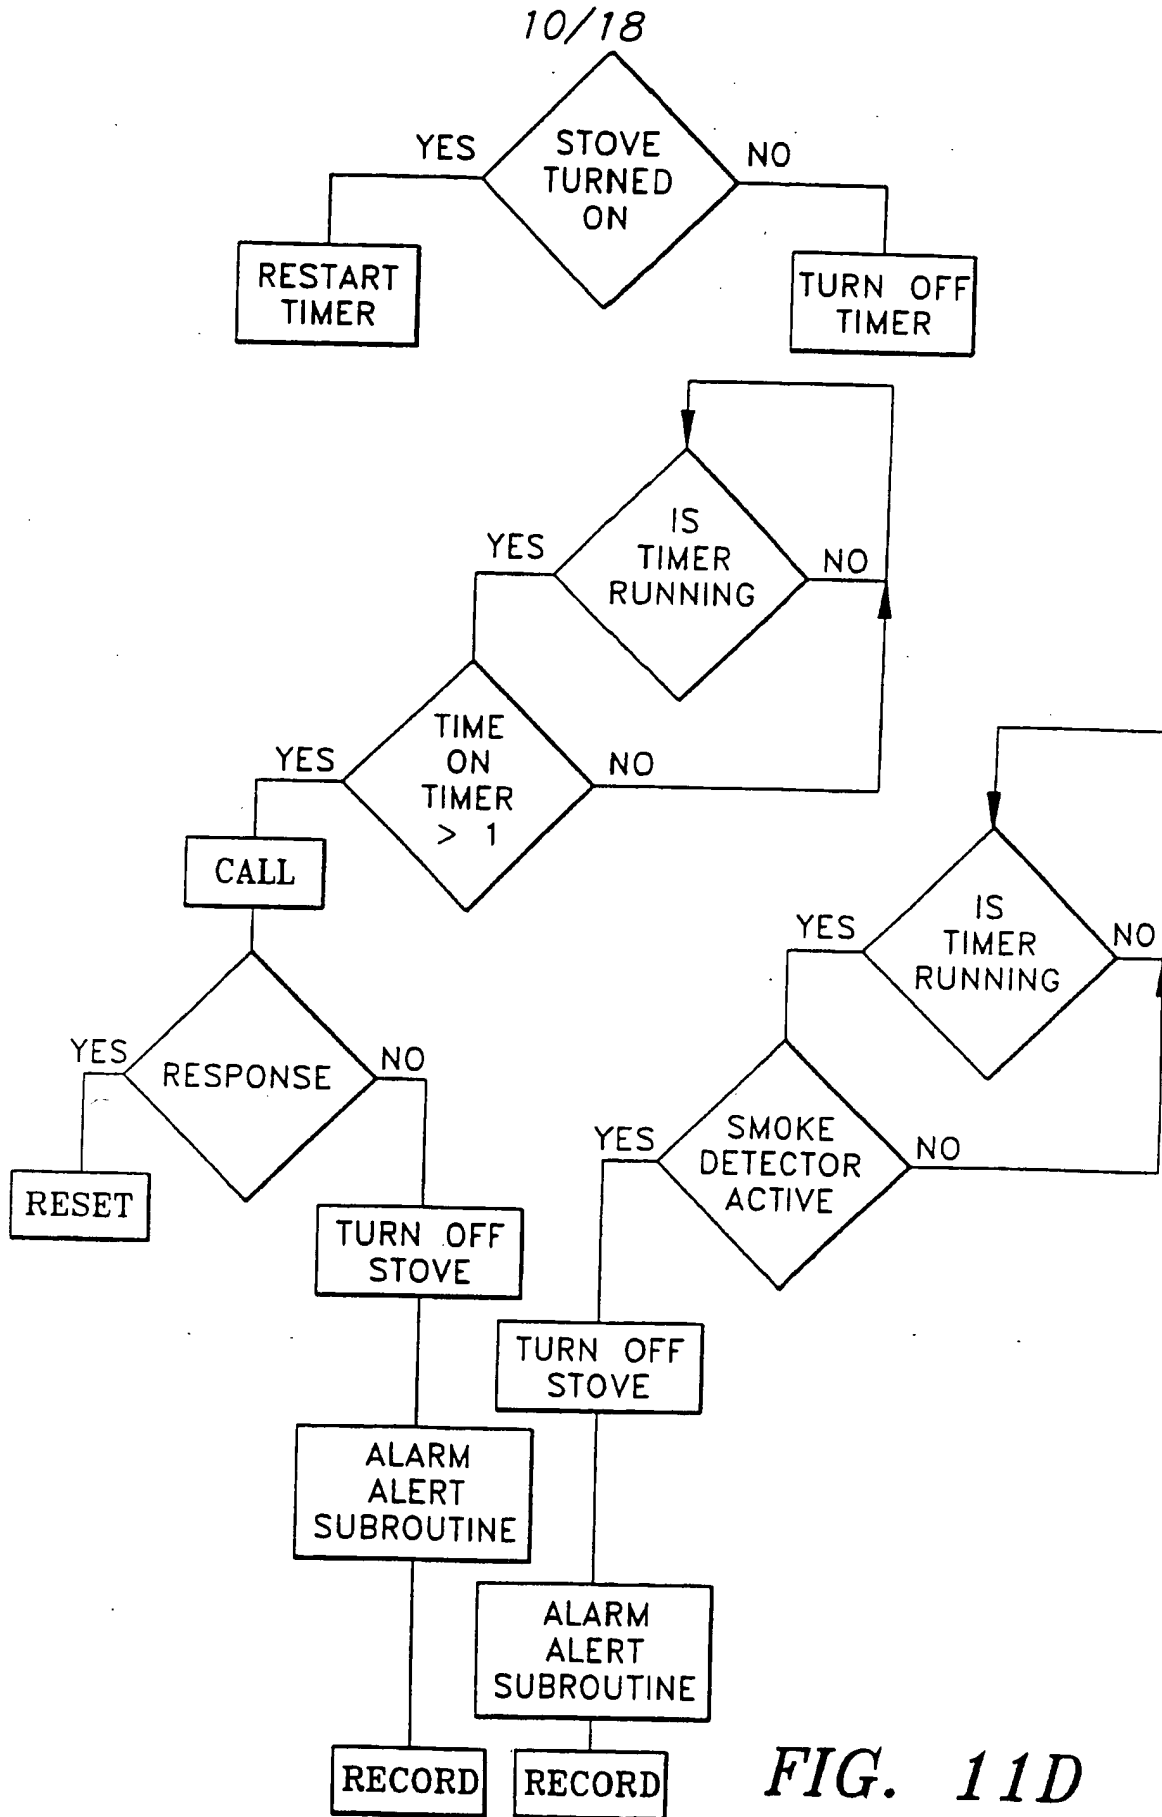 10/18
STOVE
TURNED
ON
YES
NO
RESTART
TIMER
TURN OFF
TIMER
IS
TIMER
RUNNING
YES
NO
TIME
ON
TIMER
> 1
YES
NO
CALL
IS
TIMER
RUNNING
YES
NO
RESPONSE
YES
NO
SMOKE
DETECTOR
ACTIVE
YES
NO
RESET
TURN OFF
STOVE
TURN OFF
STOVE
ALARM
ALERT
SUBROUTINE
ALARM
ALERT
SUBROUTINE
RECORD
RECORD
FIG. 11D